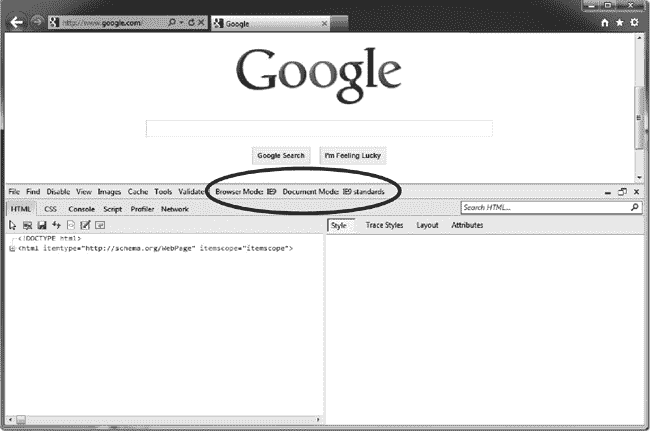 http://www.google.com/
Google
Google
Google Search I'm Feeling Lucky
File Find Disable View Images Cache Tools Validate Browser Mode: IE9 Document Mode: IE9 standards
HTML CSS Console Script Profiler Network Search HTML...
Style Trace Styles Layout Attributes
<!DOCTYPE html>
<html itemtype="http://schema.org/WebPage" itemscope="itemscope">